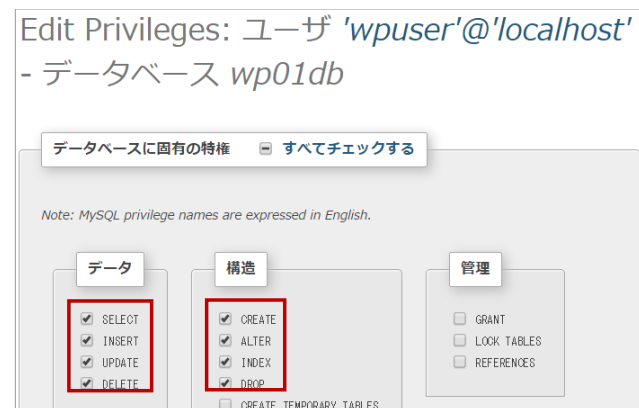 Edit Privileges: ユーザ 'wpuser'@'localhost'
- データベース wp01db
データベースに固有の特権 すべてチェックする
Note: MySQL privilege names are expressed in English.
データ
SELECT
INSERT
UPDATE
DELETE
構造
CREATE
ALTER
INDEX
DROP
CREATE TEMPORARY TABLES
管理
GRANT
LOCK TABLES
REFERENCES